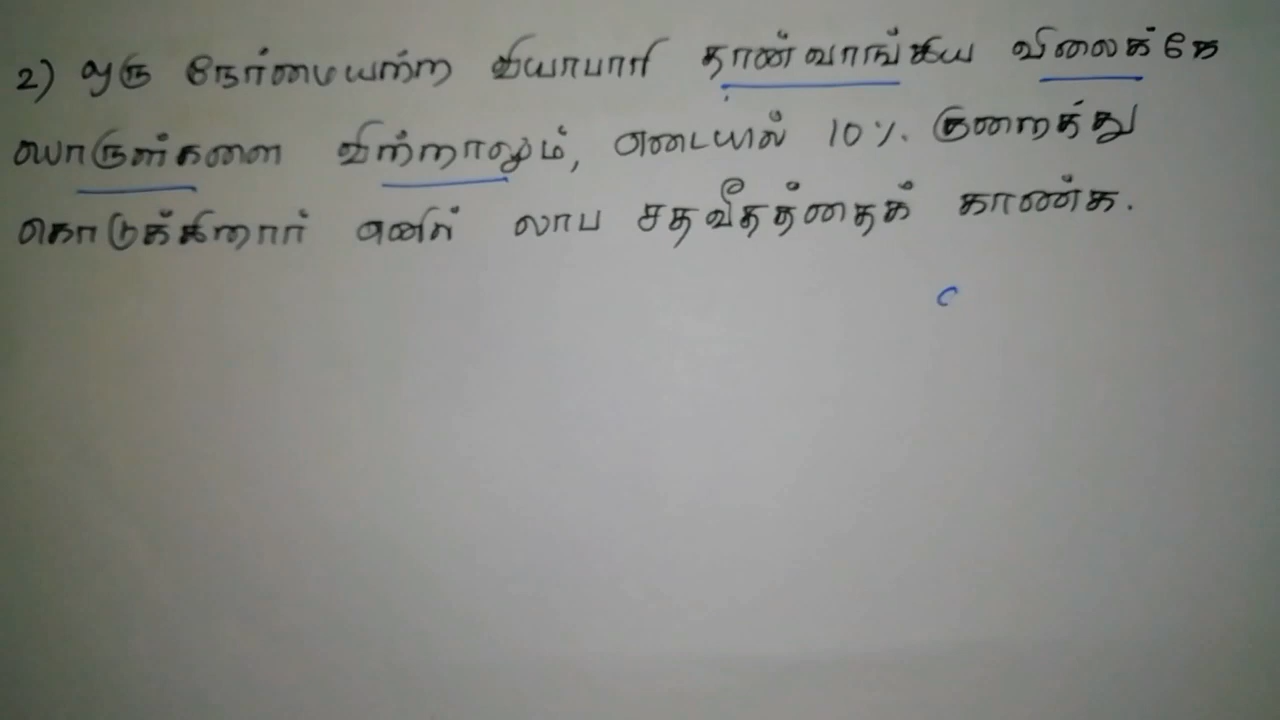 2) ஒரு நேர்மையற்ற வியாபாரி தான் வாங்கிய விலைக்கே
பொருள்களை விற்றாலும், எடையில் 10%. குறைத்து
கொடுக்கிறார் எனில் லாப சதவீதத்தைக் காண்க.